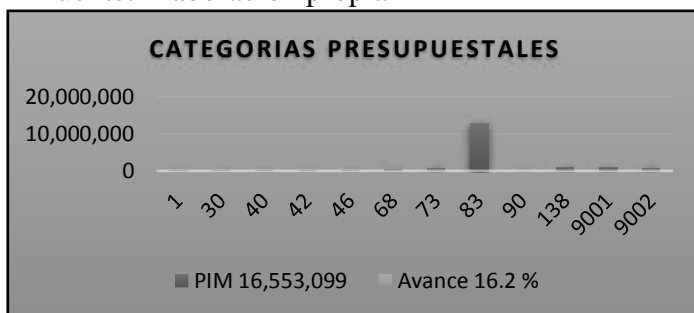 CATEGORIAS PRESUPUESTALES
20,000,000
10,000,000
0
1 30 40 42 46 68 73 83 90 138 9001 9002
PIM 16,553,099 Avance 16.2 %